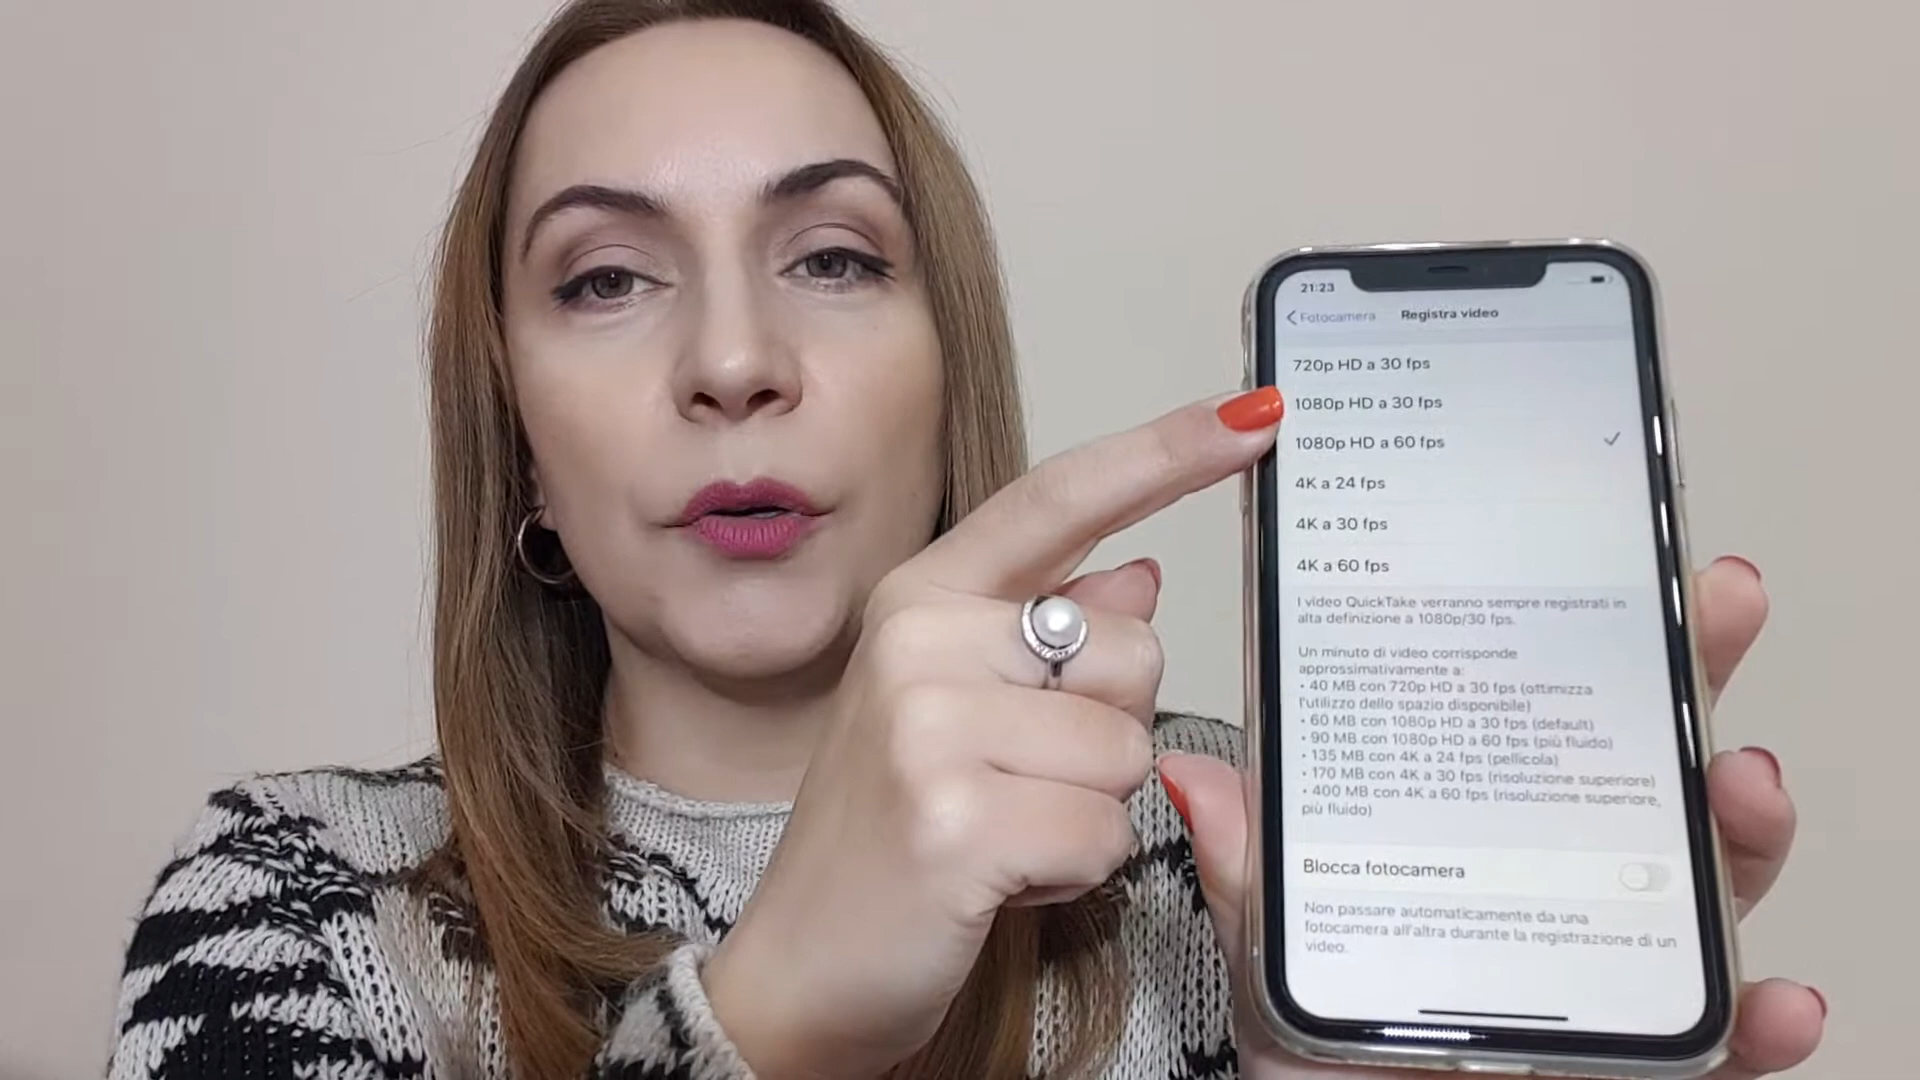 21:23
Fotocamera
Registra video
720p HD a 30 fps
1080p HD a 30 fps
1080p HD a 60 fps
4K a 24 fps
4K a 30 fps
4K a 60 fps
I video QuickTake verranno sempre registrati in
alta definizione a 1080p/30 fps.
Un minuto di video corrisponde
approssimativamente a:
• 40 MB con 720p HD a 30 fps (ottimizza
l'utilizzo dello spazio disponibile)
• 60 MB con 1080p HD a 30 fps (default)
• 90 MB con 1080p HD a 60 fps (più fluido)
• 135 MB con 4K a 24 fps (pellicola)
• 170 MB con 4K a 30 fps (risoluzione superiore)
• 400 MB con 4K a 60 fps (risoluzione superiore,
più fluido)
Blocca fotocamera
Non passare automaticamente da una
fotocamera all'altra durante la registrazione di un
video.